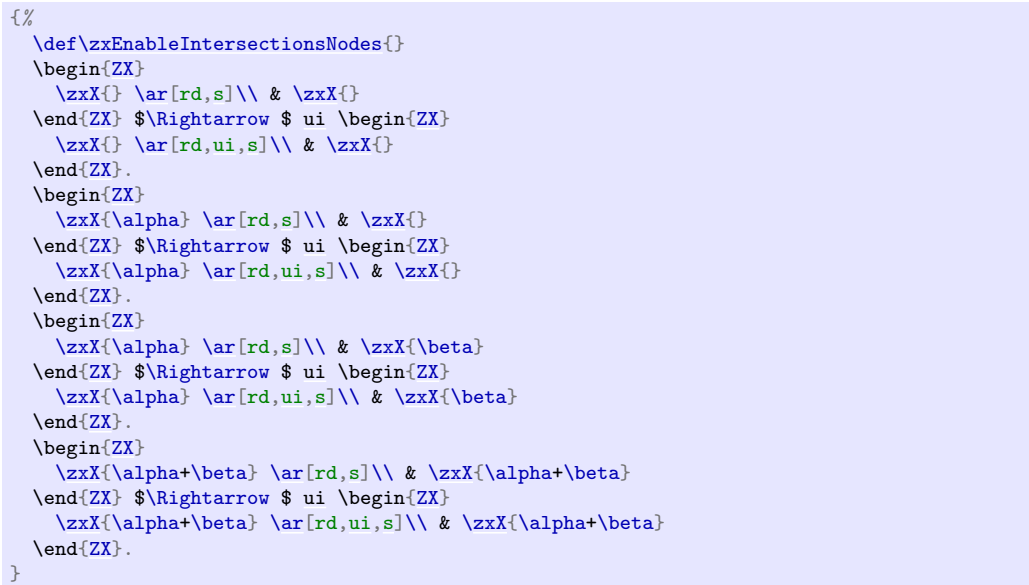 {%
  \def\zxEnableIntersectionsNodes{}
  \begin{ZX}
    \zxX{} \ar[rd,s]\\ & \zxX{}
  \end{ZX} $\Rightarrow $ ui \begin{ZX}
    \zxX{} \ar[rd,ui,s]\\ & \zxX{}
  \end{ZX}.
  \begin{ZX}
    \zxX{\alpha} \ar[rd,s]\\ & \zxX{}
  \end{ZX} $\Rightarrow $ ui \begin{ZX}
    \zxX{\alpha} \ar[rd,ui,s]\\ & \zxX{}
  \end{ZX}.
  \begin{ZX}
    \zxX{\alpha} \ar[rd,s]\\ & \zxX{\beta}
  \end{ZX} $\Rightarrow $ ui \begin{ZX}
    \zxX{\alpha} \ar[rd,ui,s]\\ & \zxX{\beta}
  \end{ZX}.
  \begin{ZX}
    \zxX{\alpha+\beta} \ar[rd,s]\\ & \zxX{\alpha+\beta}
  \end{ZX} $\Rightarrow $ ui \begin{ZX}
    \zxX{\alpha+\beta} \ar[rd,ui,s]\\ & \zxX{\alpha+\beta}
  \end{ZX}.
}